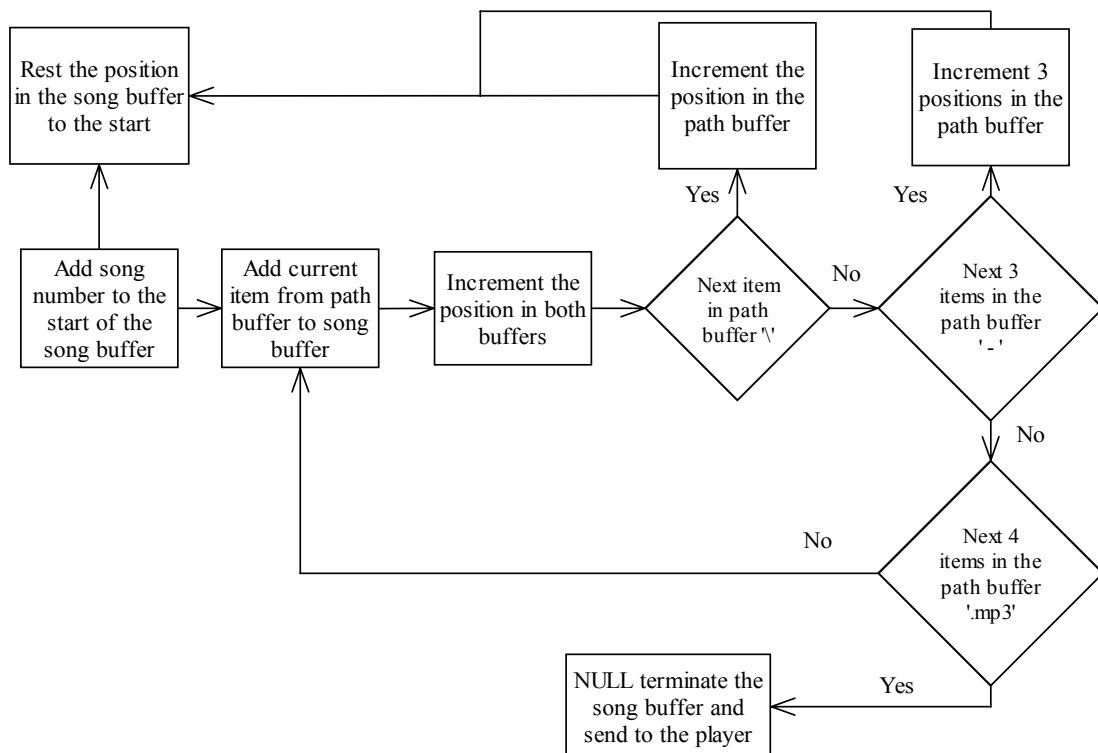 Rest the position
in the song buffer
to the start
Increment the
position in the
path buffer
Increment 3
positions in the
path buffer
Yes
Yes
Add song
number to the
start of the
song buffer
Add current
item from path
buffer to song
buffer
Increment the
position in both
buffers
Next item
in path
buffer '\'
No
Next 3
items in the
path buffer
' - '
No
No
Next 4
items in the
path buffer
'.mp3'
Yes
NULL terminate the
song buffer and
send to the player